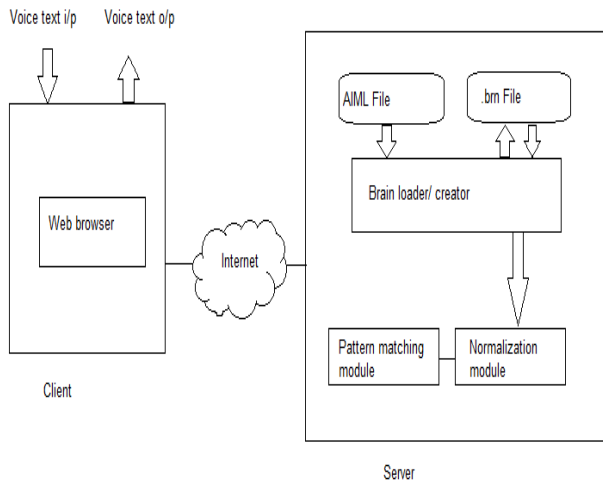 Voice text i/p
Voice text o/p
AIML File
.brn File
Brain loader/ creator
Web browser
Internet
Pattern matching
module
Normalization
module
Client
Server